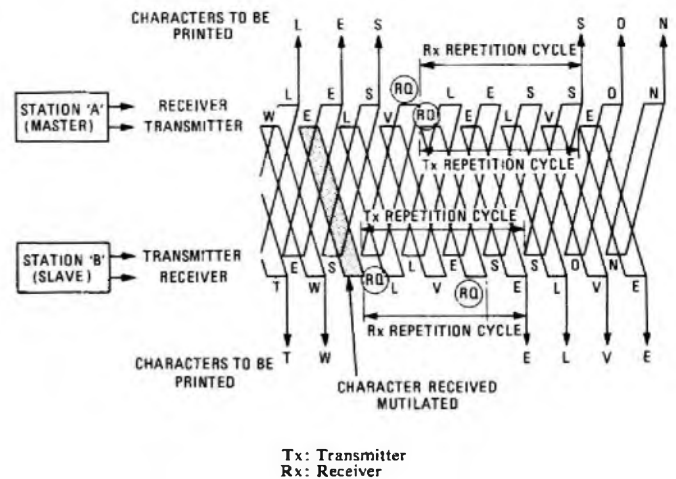 CHARACTERS TO BE
PRINTED
L E S S O N
Rx REPETITION CYCLE
RQ
L E S L E S S O N
STATION 'A'
(MASTER)
RECEIVER
TRANSMITTER
W E L V RQ E L V E
Tx REPETITION CYCLE
Tx REPETITION CYCLE
STATION 'B'
(SLAVE)
TRANSMITTER
RECEIVER
E S RQ L E S S O N
T W L V RQ E L V E
Rx REPETITION CYCLE
CHARACTERS TO BE
PRINTED
T W E L V E
CHARACTER RECEIVED
MUTILATED
Tx: Transmitter
Rx: Receiver